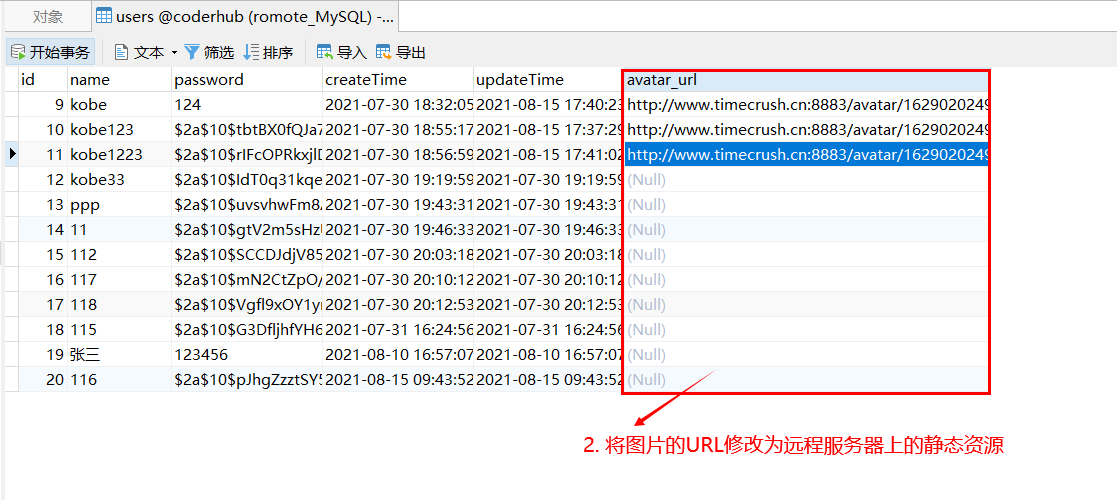 对象 users @coderhub (romote_MySQL) -...
开始事务 文本 筛选 排序 导入 导出
id name password createTime updateTime avatar_url
9 kobe 124 2021-07-30 18:32:05 2021-08-15 17:40:23 http://www.timecrush.cn:8883/avatar/1629020249
10 kobe123 $2a$10$tbtBX0fQJa7 2021-07-30 18:55:17 2021-08-15 17:37:29 http://www.timecrush.cn:8883/avatar/1629020249
11 kobe1223 $2a$10$rIFcOPRkxjlD 2021-07-30 18:56:59 2021-08-15 17:41:02 http://www.timecrush.cn:8883/avatar/1629020249
12 kobe33 $2a$10$IdT0q31kqe 2021-07-30 19:19:59 2021-07-30 19:19:59 (Null)
13 ppp $2a$10$uvsvhwFm8 2021-07-30 19:43:31 2021-07-30 19:43:31 (Null)
14 11 $2a$10$gtV2m5sHz 2021-07-30 19:46:33 2021-07-30 19:46:33 (Null)
15 112 $2a$10$SCCDJdjV85 2021-07-30 20:03:18 2021-07-30 20:03:18 (Null)
16 117 $2a$10$mN2CtZpO 2021-07-30 20:10:12 2021-07-30 20:10:12 (Null)
17 118 $2a$10$Vgfl9xOY1y 2021-07-30 20:12:53 2021-07-30 20:12:53 (Null)
18 115 $2a$10$G3DfljhfYH6 2021-07-31 16:24:56 2021-07-31 16:24:56 (Null)
19 张三 123456 2021-08-10 16:57:07 2021-08-10 16:57:07 (Null)
20 116 $2a$10$pJhgZzztSY5 2021-08-15 09:43:52 2021-08-15 09:43:52 (Null)
2. 将图片的URL修改为远程服务器上的静态资源